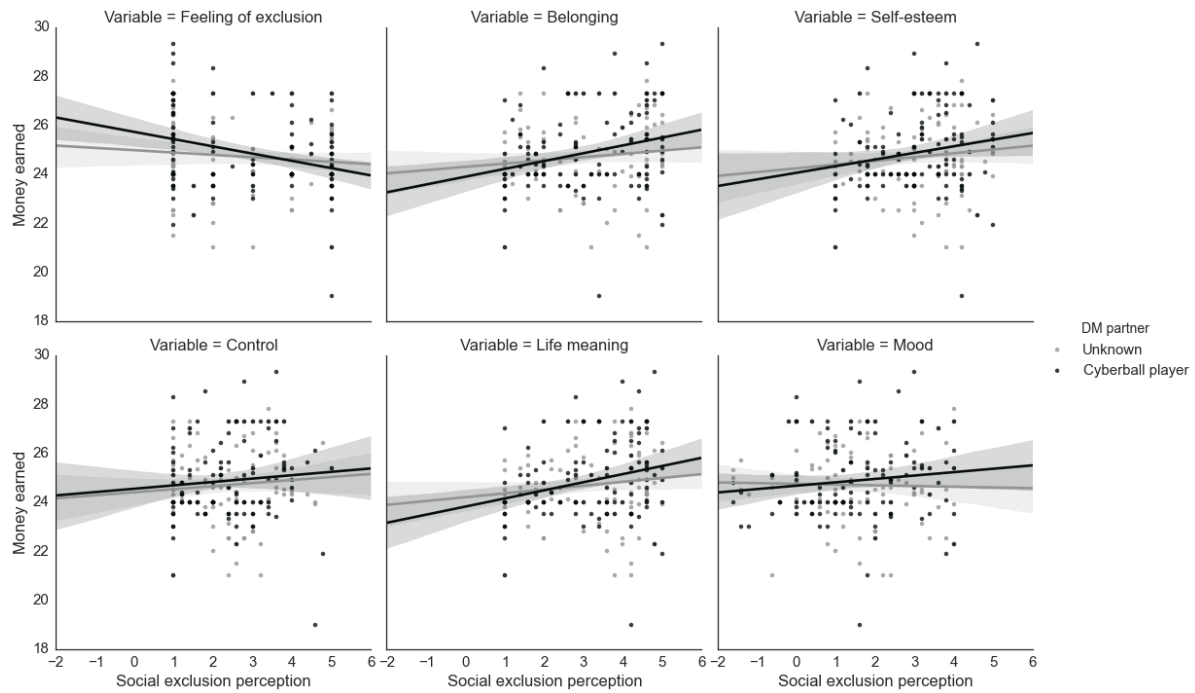 Variable = Feeling of exclusion
Variable = Belonging
Variable = Self-esteem
30
28
26
24
22
20
18
Money earned
Variable = Control
Variable = Life meaning
Variable = Mood
30
28
26
24
22
20
18
Money earned
−2 −1 0 1 2 3 4 5 6
−2 −1 0 1 2 3 4 5 6
−2 −1 0 1 2 3 4 5 6
Social exclusion perception
Social exclusion perception
Social exclusion perception
DM partner
Unknown
Cyberball player